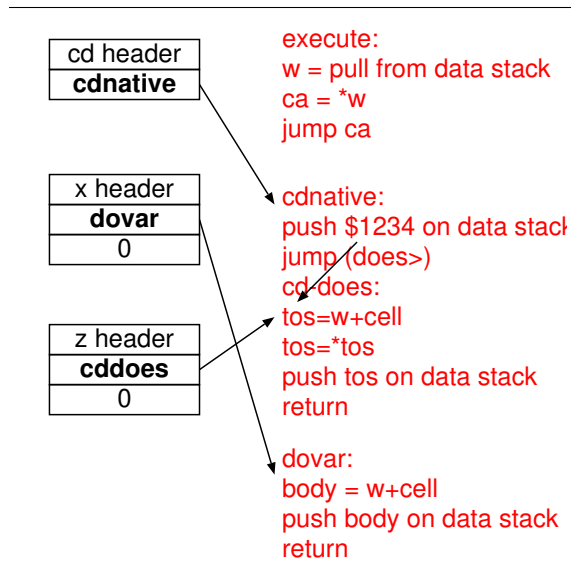 cd header
cdnative
x header
dovar
0
z header
cddoes
0
execute:
w = pull from data stack
ca = *w
jump ca
cdnative:
push $1234 on data stack
jump (does>)
cd-does:
tos=w+cell
tos=*tos
push tos on data stack
return
dovar:
body = w+cell
push body on data stack
return